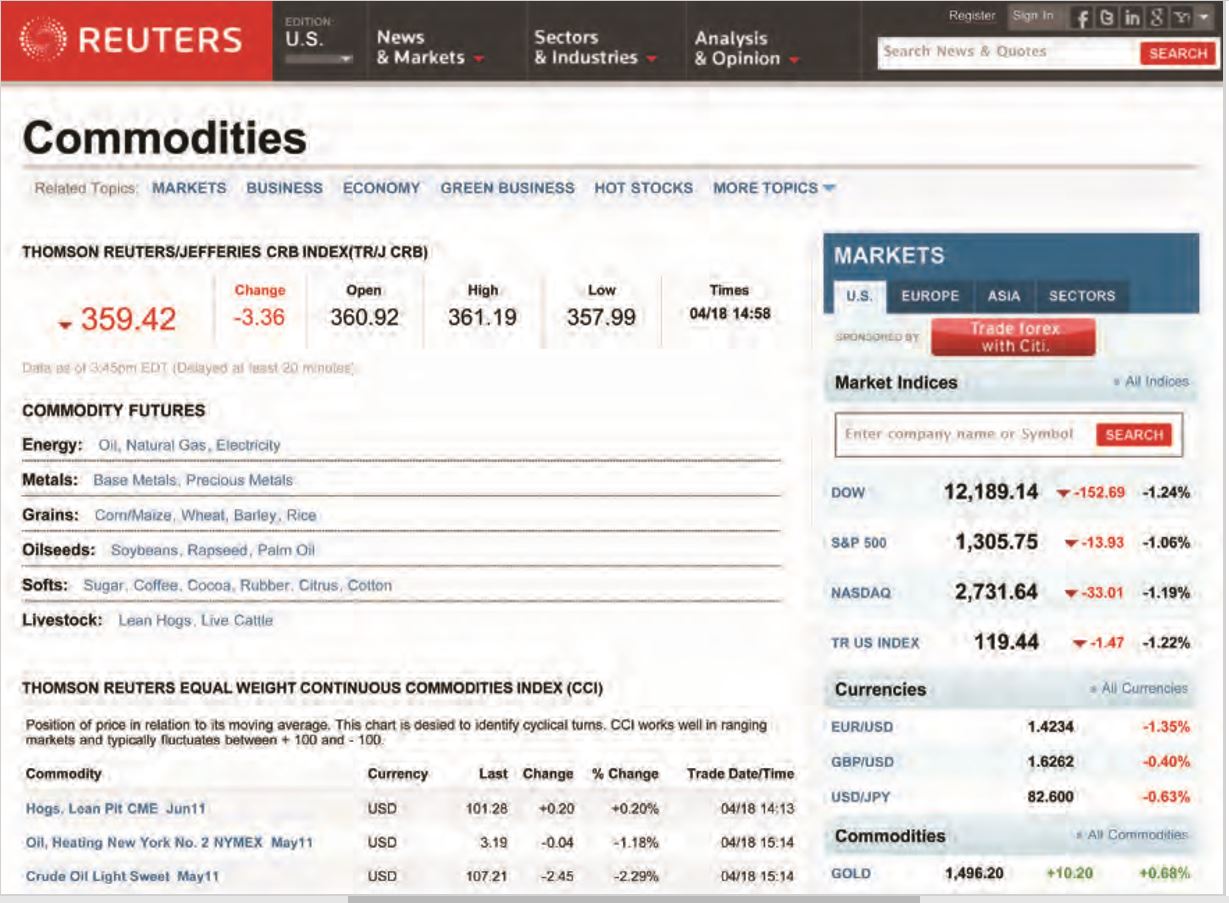 REUTERS
EDITION:
U.S.
News
& Markets
Sectors
& Industries
Analysis
& Opinion
Register Sign In
Search News & Quotes SEARCH
Commodities
Related Topics: MARKETS BUSINESS ECONOMY GREEN BUSINESS HOT STOCKS MORE TOPICS
THOMSON REUTERS/JEFFERIES CRB INDEX(TR/J CRB)
Change Open High Low Times
359.42 -3.36 360.92 361.19 357.99 04/18 14:58
Data as of 3:45pm EDT (Delayed at least 20 minutes).
COMMODITY FUTURES
Energy: Oil, Natural Gas, Electricity
Metals: Base Metals, Precious Metals
Grains: Corn/Maize, Wheat, Barley, Rice
Oilseeds: Soybeans, Rapseed, Palm Oil
Softs: Sugar, Coffee, Cocoa, Rubber, Citrus, Cotton
Livestock: Lean Hogs, Live Cattle
THOMSON REUTERS EQUAL WEIGHT CONTINUOUS COMMODITIES INDEX (CCI)
Position of price in relation to its moving average. This chart is desied to identify cyclical turns. CCI works well in ranging
markets and typically fluctuates between + 100 and - 100.
Commodity Currency Last Change % Change Trade Date/Time
Hogs, Loan Pit CME Jun11 USD 101.28 +0.20 +0.20% 04/18 14:13
Oil, Heating New York No. 2 NYMEX May11 USD 3.19 -0.04 -1.18% 04/18 15:14
Crude Oil Light Sweet May11 USD 107.21 -2.45 -2.29% 04/18 15:14
MARKETS
U.S. EUROPE ASIA SECTORS
SPONSORED BY
Trade forex
with Citi.
Market Indices » All Indices
Enter company name or Symbol SEARCH
DOW 12,189.14 -152.69 -1.24%
S&P 500 1,305.75 -13.93 -1.06%
NASDAQ 2,731.64 -33.01 -1.19%
TR US INDEX 119.44 -1.47 -1.22%
Currencies » All Currencies
EUR/USD 1.4234 -1.35%
GBP/USD 1.6262 -0.40%
USD/JPY 82.600 -0.63%
Commodities » All Commodities
GOLD 1,496.20 +10.20 +0.68%